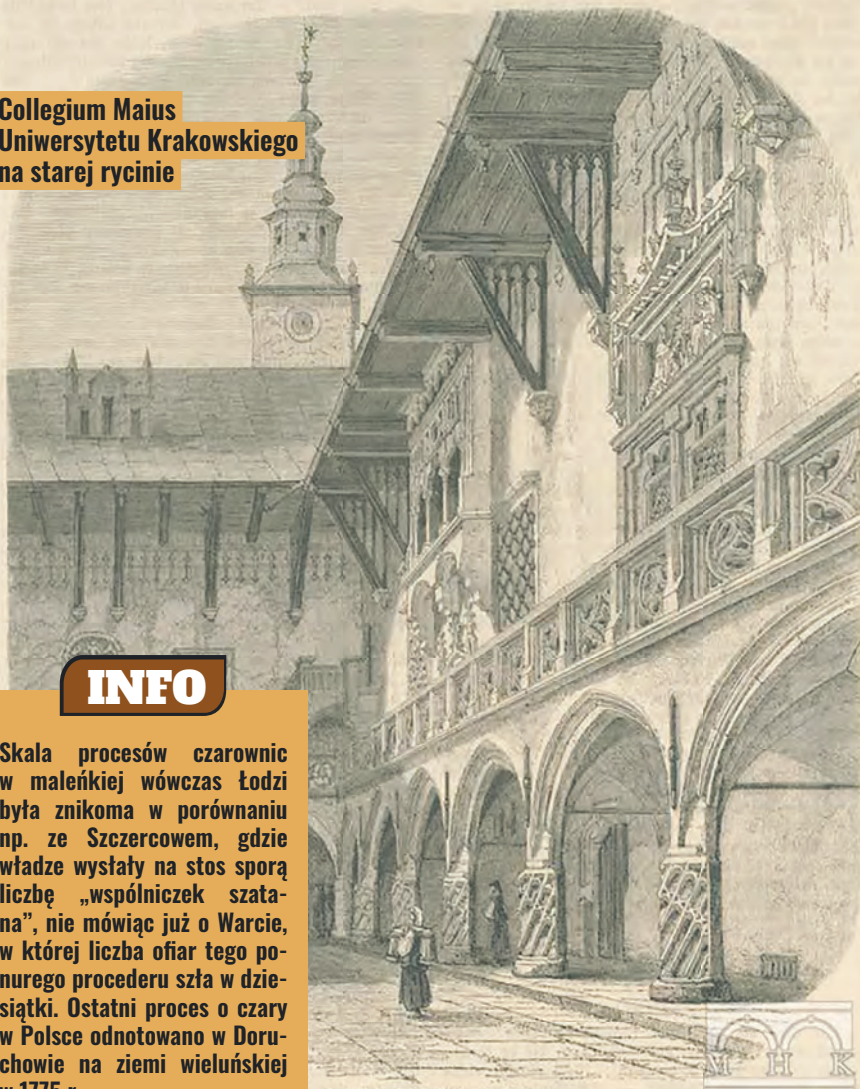 Collegium Maius
Uniwersytetu Krakowskiego
na starej rycinie
INFO
Skala procesów czarownic
w maleńkiej wówczas Łodzi
była znikoma w porównaniu
np. ze Szczercowem, gdzie
władze wysłały na stos sporą
liczbę „wspólniczek szata-
na”, nie mówiąc już o Warcie,
w której liczba ofiar tego po-
nurego procederu szła w dzie-
siątki. Ostatni proces o czary
w Polsce odnotowano w Doru-
chowie na ziemi wieluńskiej
w 1775 r.
M H K